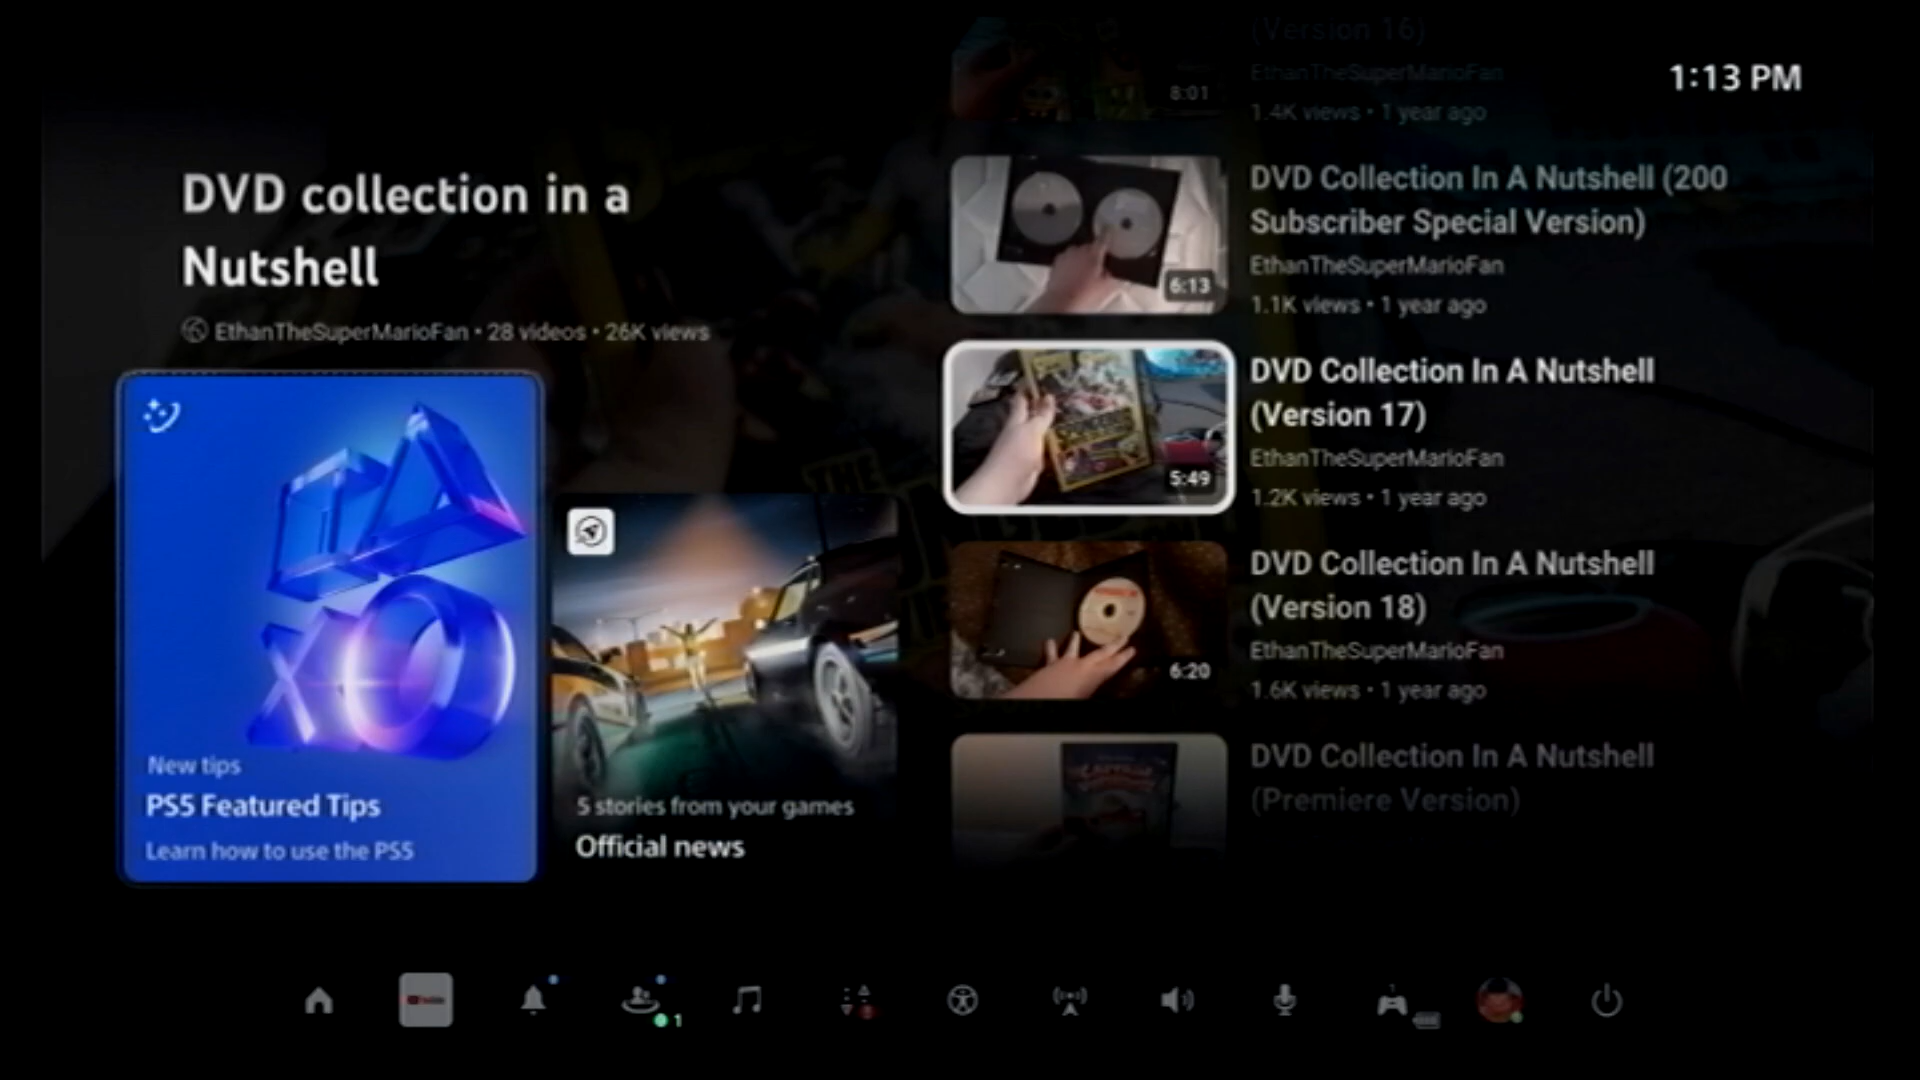 1:13 PM
DVD collection in a
Nutshell
EthanTheSuperMarioFan • 28 videos • 26K views
New tips
PS5 Featured Tips
Learn how to use the PS5
5 stories from your games
Official news
(Version 16)
EthanTheSuperMarioFan
1.4K views • 1 year ago
8:01
DVD Collection In A Nutshell (200
Subscriber Special Version)
EthanTheSuperMarioFan
1.1K views • 1 year ago
6:13
DVD Collection In A Nutshell
(Version 17)
EthanTheSuperMarioFan
1.2K views • 1 year ago
5:49
DVD Collection In A Nutshell
(Version 18)
EthanTheSuperMarioFan
1.6K views • 1 year ago
6:20
DVD Collection In A Nutshell
(Premiere Version)
1